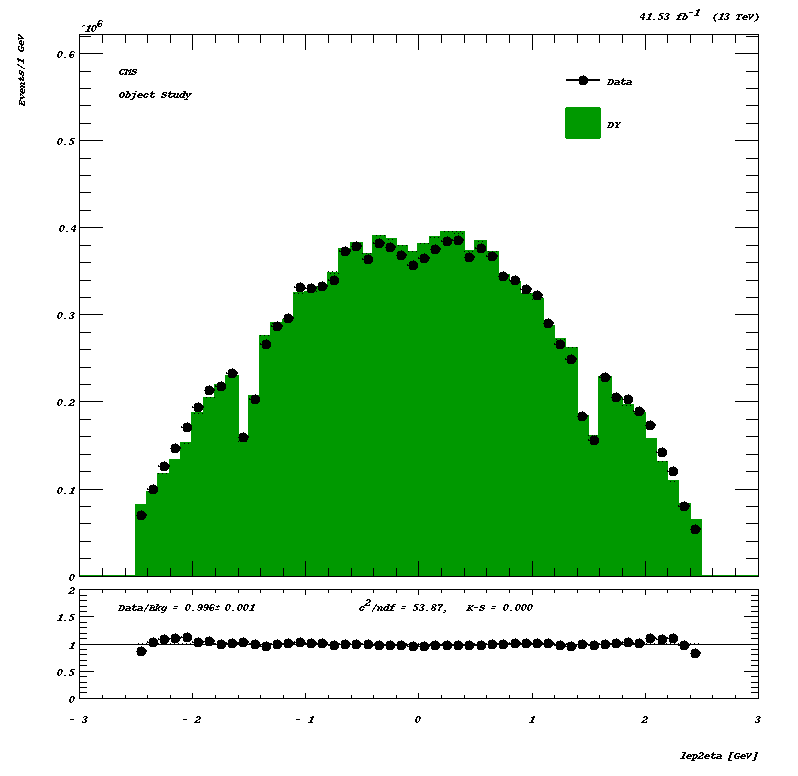 41.53 fb-1 (13 TeV)
´10^6
Events/1 GeV
0.6
CMS
Data
Object Study
DY
0.5
0.4
0.3
0.2
0.1
0
2
Data/Bkg = 0.996± 0.001 c2/ndf = 53.87, K-S = 0.000
1.5
1
0.5
0
- 3 - 2 - 1 0 1 2 3
lep2eta [GeV]